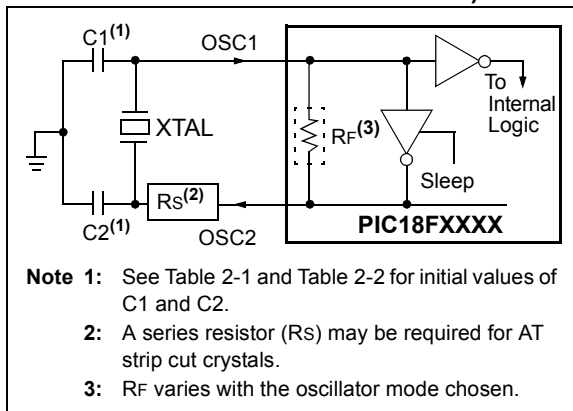 C1(1)
OSC1
To
Internal
Logic
XTAL
RF(3)
Sleep
C2(1)
RS(2)
OSC2
PIC18FXXXX
Note 1: See Table 2-1 and Table 2-2 for initial values of
C1 and C2.
2: A series resistor (RS) may be required for AT
strip cut crystals.
3: RF varies with the oscillator mode chosen.